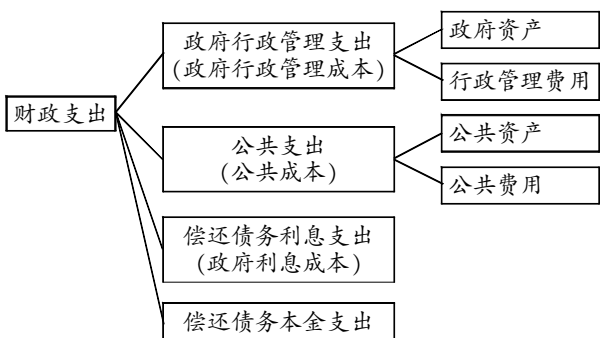 财政支出
政府行政管理支出
(政府行政管理成本)
政府资产
行政管理费用
公共支出
(公共成本)
公共资产
公共费用
偿还债务利息支出
(政府利息成本)
偿还债务本金支出